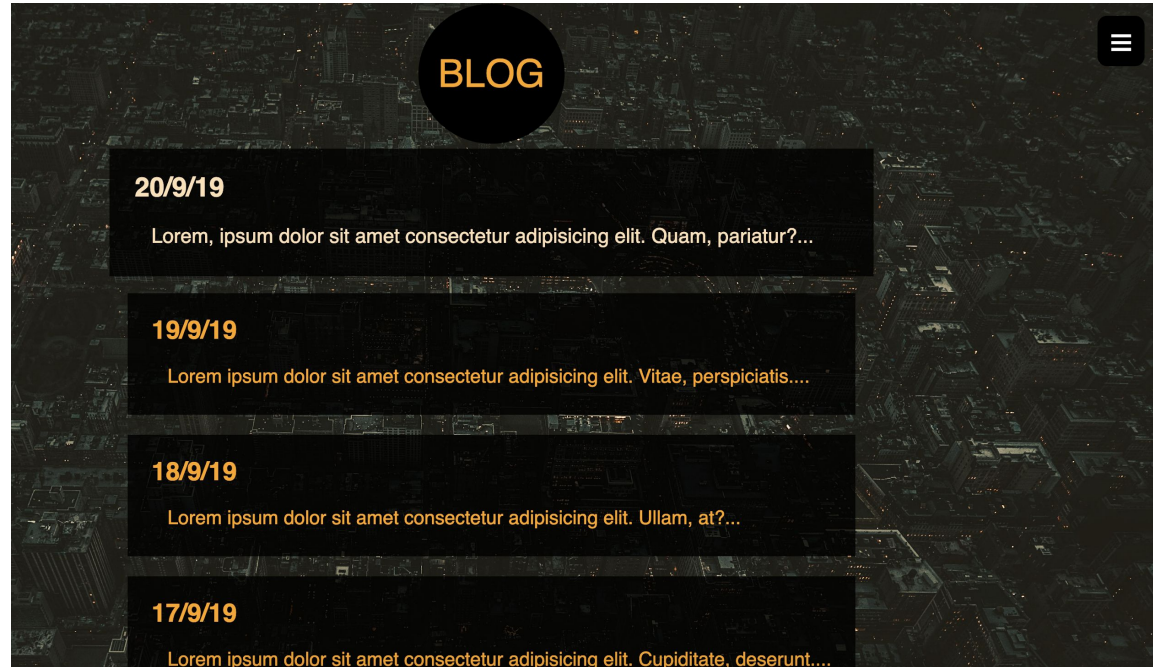 BLOG
20/9/19
Lorem, ipsum dolor sit amet consectetur adipisicing elit. Quam, pariatur?...
19/9/19
Lorem ipsum dolor sit amet consectetur adipisicing elit. Vitae, perspiciatis....
18/9/19
Lorem ipsum dolor sit amet consectetur adipisicing elit. Ullam, at?...
17/9/19
Lorem ipsum dolor sit amet consectetur adipisicing elit. Cupiditate, deserunt....